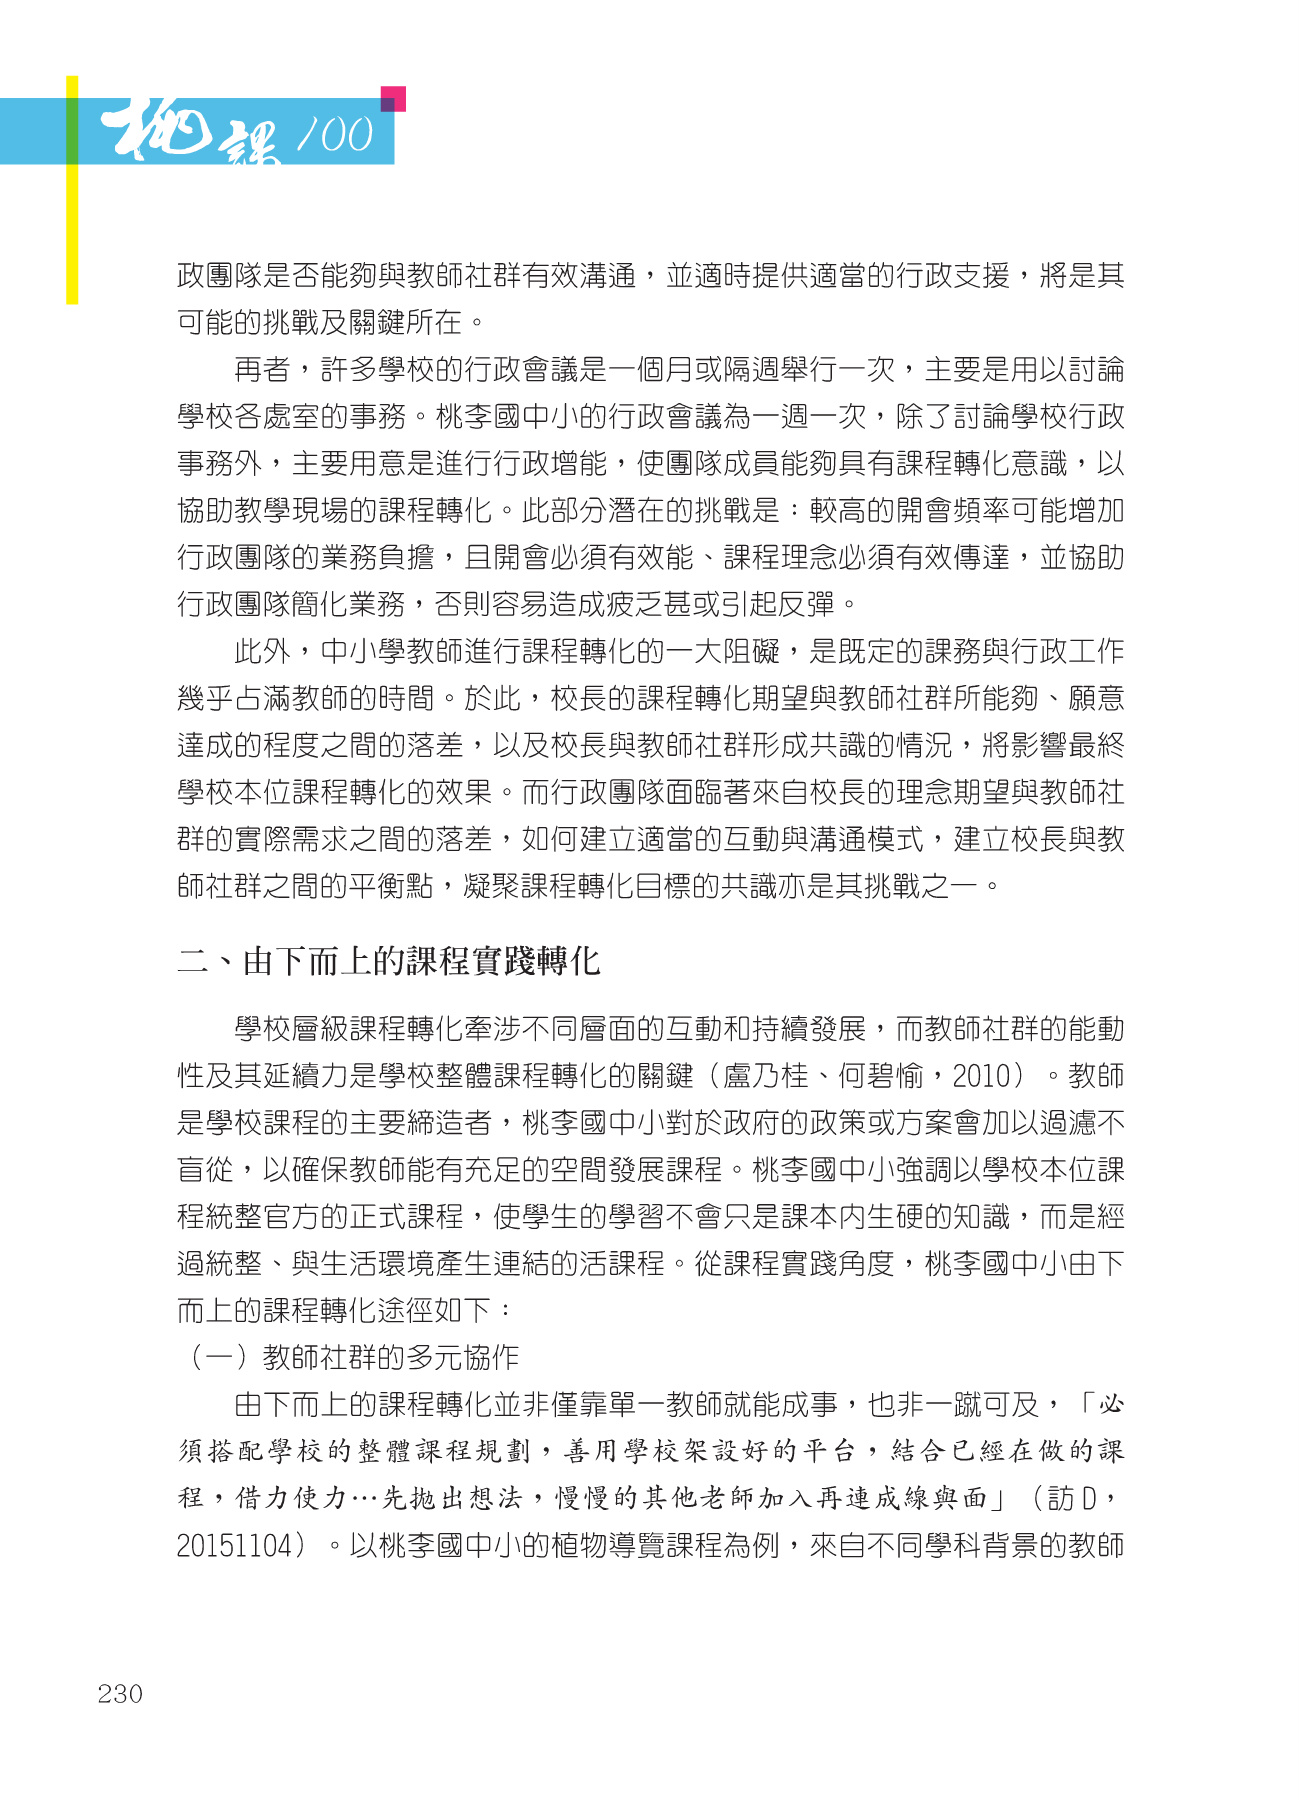 桃課100
政團隊是否能夠與教師社群有效溝通，並適時提供適當的行政支援，將是其
可能的挑戰及關鍵所在。
再者，許多學校的行政會議是一個月或隔週舉行一次，主要是用以討論
學校各處室的事務。桃李國中小的行政會議為一週一次，除了討論學校行政
事務外，主要用意是進行行政增能，使團隊成員能夠具有課程轉化意識，以
協助教學現場的課程轉化。此部分潛在的挑戰是：較高的開會頻率可能增加
行政團隊的業務負擔，且開會必須有效能、課程理念必須有效傳達，並協助
行政團隊簡化業務，否則容易造成疲乏甚或引起反彈。
此外，中小學教師進行課程轉化的一大阻礙，是既定的課務與行政工作
幾乎占滿教師的時間。於此，校長的課程轉化期望與教師社群所能夠、願意
達成的程度之間的落差，以及校長與教師社群形成共識的情況，將影響最終
學校本位課程轉化的效果。而行政團隊面臨著來自校長的理念期望與教師社
群的實際需求之間的落差，如何建立適當的互動與溝通模式，建立校長與教
師社群之間的平衡點，凝聚課程轉化目標的共識亦是其挑戰之一。
二、由下而上的課程實踐轉化
學校層級課程轉化牽涉不同層面的互動和持續發展，而教師社群的能動
性及其延續力是學校整體課程轉化的關鍵（盧乃桂、何碧愉，2010）。教師
是學校課程的主要締造者，桃李國中小對於政府的政策或方案會加以過濾不
盲從，以確保教師能有充足的空間發展課程。桃李國中小強調以學校本位課
程統整官方的正式課程，使學生的學習不會只是課本內生硬的知識，而是經
過統整、與生活環境產生連結的活課程。從課程實踐角度，桃李國中小由下
而上的課程轉化途徑如下：
（一）教師社群的多元協作
由下而上的課程轉化並非僅靠單一教師就能成事，也非一蹴可及，「必
須搭配學校的整體課程規劃，善用學校架設好的平台，結合已經在做的課
程，借力使力…先拋出想法，慢慢的其他老師加入再連成線與面」（訪D，
20151104）。以桃李國中小的植物導覽課程為例，來自不同學科背景的教師
230